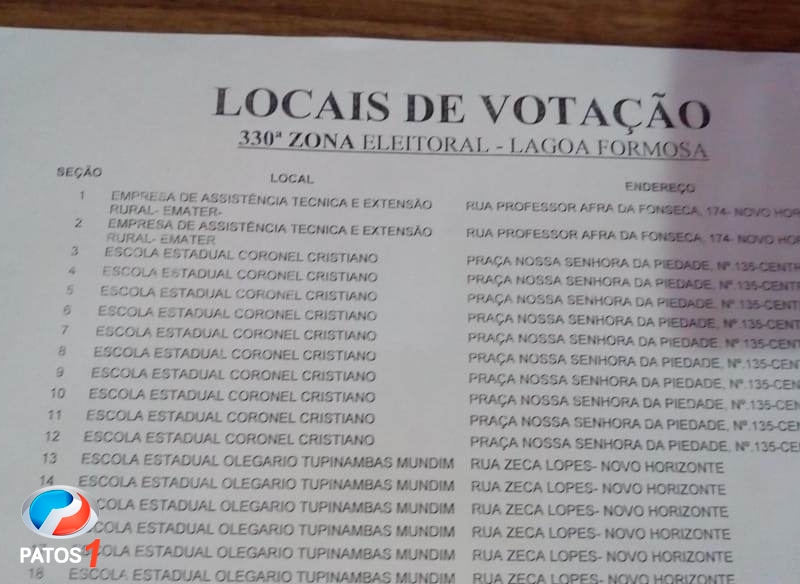 LOCAIS DE VOTAÇÃO
330ª ZONA ELEITORAL - LAGOA FORMOSA
SEÇÃO LOCAL ENDEREÇO
1 EMPRESA DE ASSISTÊNCIA TECNICA E EXTENSÃO RUA PROFESSOR AFRA DA FONSECA, 174- NOVO HOR
RURAL- EMATER-
2 EMPRESA DE ASSISTÊNCIA TECNICA E EXTENSÃO RUA PROFESSOR AFRA DA FONSECA, 174- NOVO HOR
RURAL- EMATER
3 ESCOLA ESTADUAL CORONEL CRISTIANO PRAÇA NOSSA SENHORA DA PIEDADE, Nº.135-CENTR
4 ESCOLA ESTADUAL CORONEL CRISTIANO PRAÇA NOSSA SENHORA DA PIEDADE, Nº.135-CENT
5 ESCOLA ESTADUAL CORONEL CRISTIANO PRAÇA NOSSA SENHORA DA PIEDADE, Nº.135-CENTR
6 ESCOLA ESTADUAL CORONEL CRISTIANO PRAÇA NOSSA SENHORA DA PIEDADE, Nº.135-CENT
7 ESCOLA ESTADUAL CORONEL CRISTIANO PRAÇA NOSSA SENHORA DA PIEDADE, Nº.135-CENT
8 ESCOLA ESTADUAL CORONEL CRISTIANO PRAÇA NOSSA SENHORA DA PIEDADE, Nº.135-CENT
9 ESCOLA ESTADUAL CORONEL CRISTIANO PRAÇA NOSSA SENHORA DA PIEDADE, Nº.135-CEN
10 ESCOLA ESTADUAL CORONEL CRISTIANO PRAÇA NOSSA SENHORA DA PIEDADE, Nº.135-CEN
11 ESCOLA ESTADUAL CORONEL CRISTIANO PRAÇA NOSSA SENHORA DA PIEDADE, Nº.135-CEN
12 ESCOLA ESTADUAL CORONEL CRISTIANO PRAÇA NOSSA SENHORA DA PIEDADE, Nº.135-CEN
13 ESCOLA ESTADUAL OLEGARIO TUPINAMBAS MUNDIM RUA ZECA LOPES- NOVO HORIZONTE
14 ESCOLA ESTADUAL OLEGARIO TUPINAMBAS MUNDIM RUA ZECA LOPES- NOVO HORIZONTE
COLA ESTADUAL OLEGARIO TUPINAMBAS MUNDIM RUA ZECA LOPES- NOVO HORIZONTE
SCOLA ESTADUAL OLEGARIO TUPINAMBAS MUNDIM RUA ZECA LOPES- NOVO HORIZONTE
COLA ESTADUAL OLEGARIO TUPINAMBAS MUNDIM RUA ZECA LOPES- NOVO HORIZONTE
18 ESCOLA ESTADUAL OLEGARIO TUPINAMBAS MUNDIM RUA ZECA LOPES- NOVO HORIZONTE
PATOS 1